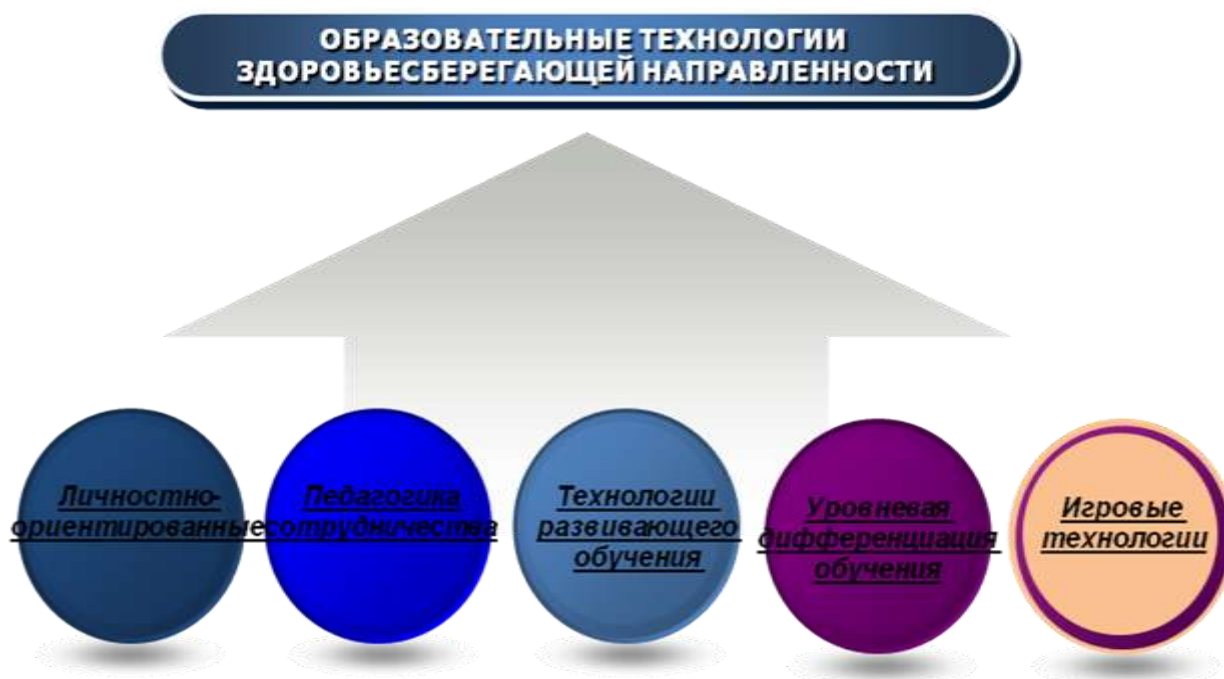 ОБРАЗОВАТЕЛЬНЫЕ ТЕХНОЛОГИИ
ЗДОРОВЬЕСБЕРЕГАЮЩЕЙ НАПРАВЛЕННОСТИ
Личностно-
ориентированные
Педагогика
сотрудничества
Технологии
развивающего
обучения
Уровневая
дифференциация
обучения
Игровые
технологии